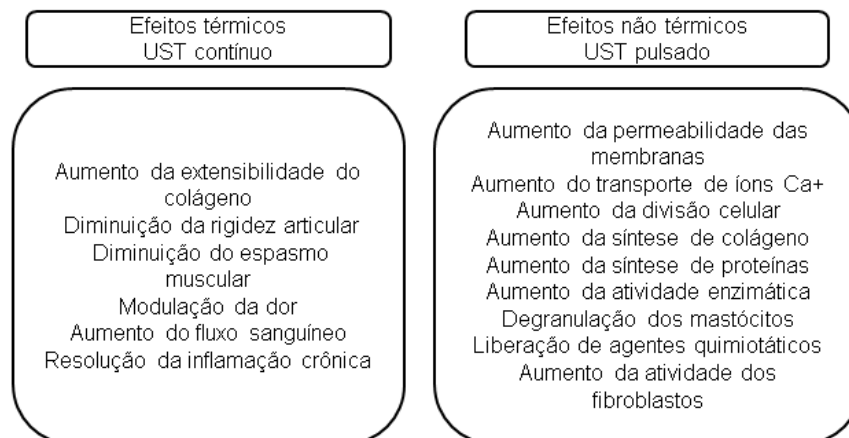 Efeitos térmicos
UST contínuo
Aumento da extensibilidade do
colágeno
Diminuição da rigidez articular
Diminuição do espasmo
muscular
Modulação da dor
Aumento do fluxo sanguíneo
Resolução da inflamação crônica
Efeitos não térmicos
UST pulsado
Aumento da permeabilidade das
membranas
Aumento do transporte de íons Ca+
Aumento da divisão celular
Aumento da síntese de colágeno
Aumento da síntese de proteínas
Aumento da atividade enzimática
Degranulação dos mastócitos
Liberação de agentes quimiotáticos
Aumento da atividade dos
fibroblastos